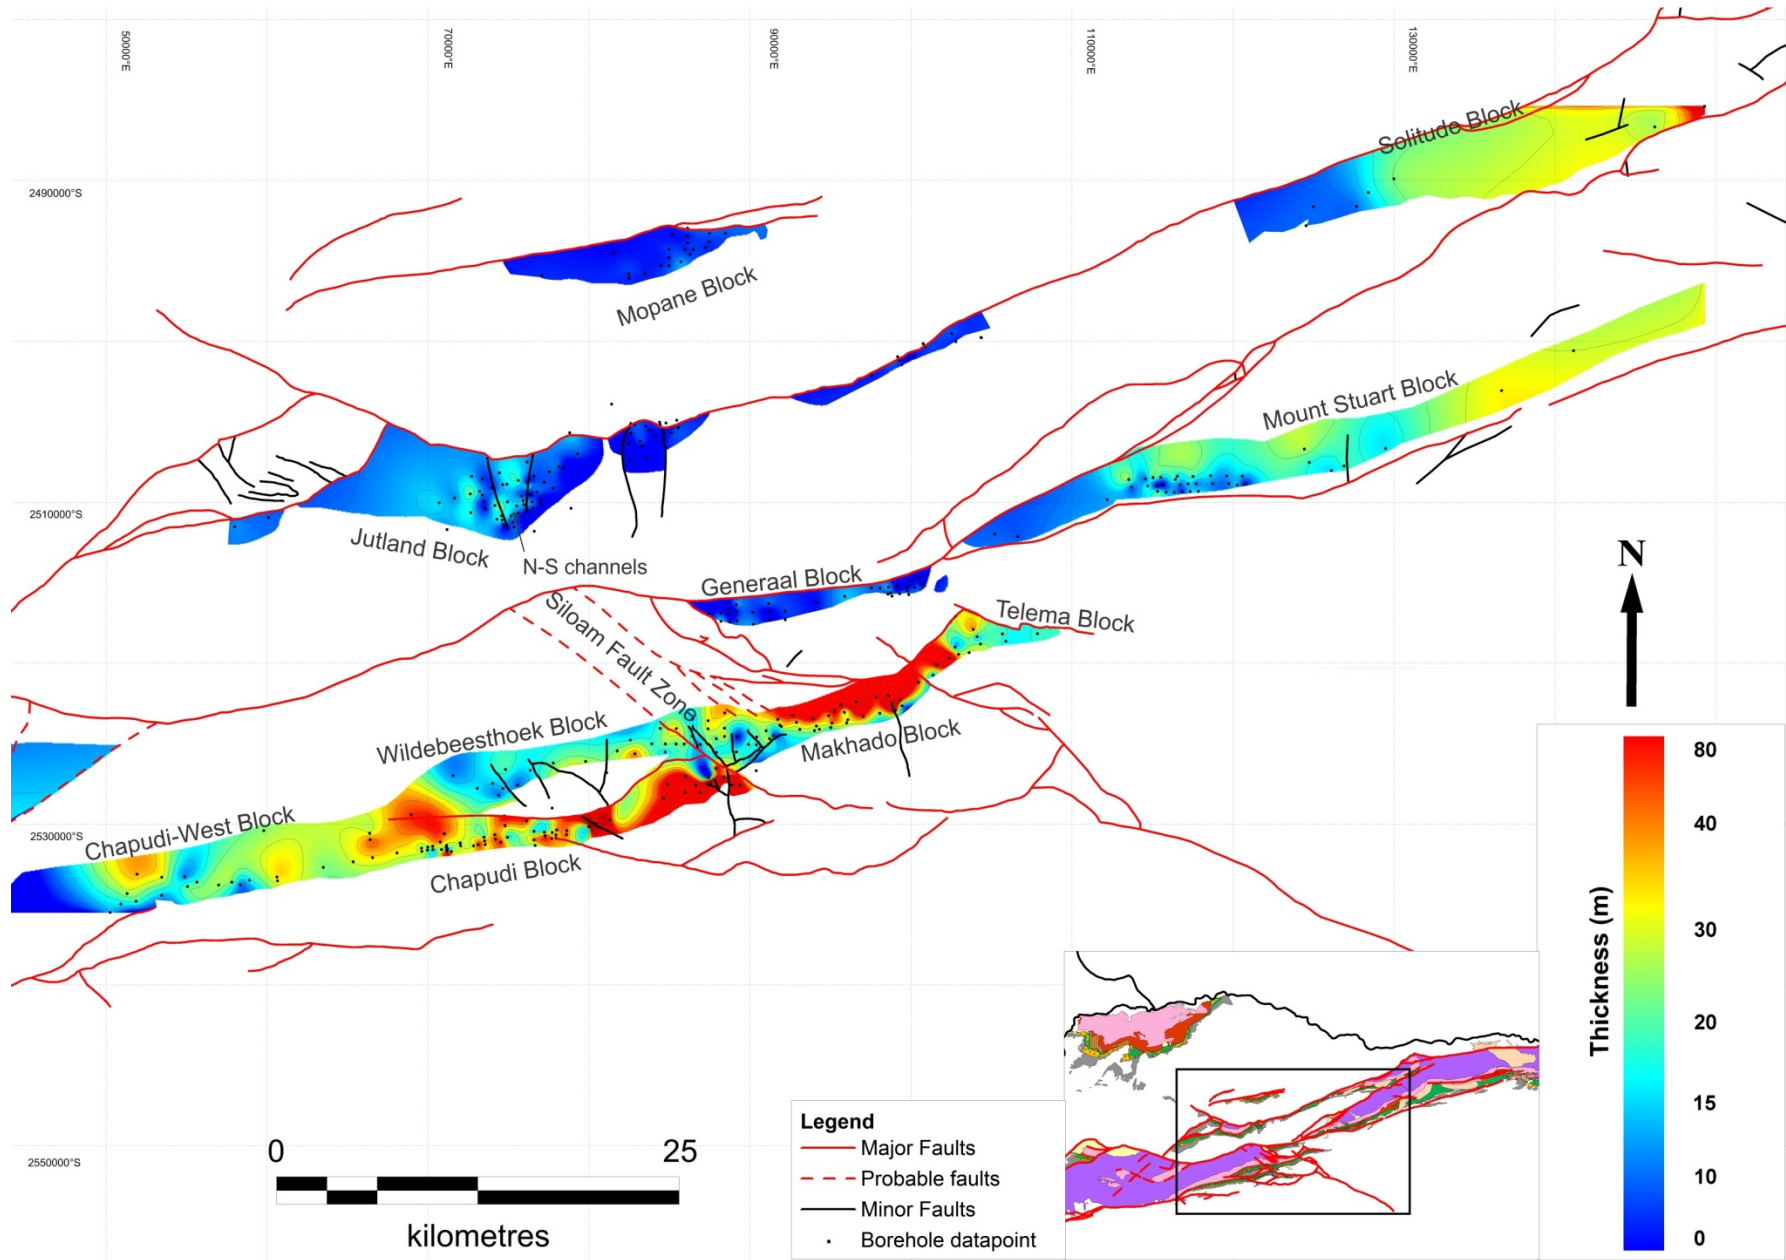 50000°E
70000°E
90000°E
110000°E
130000°E
Solitude Block
2490000°S
Mopane Block
Mount Stuart Block
2510000°S
Jutland Block
N-S channels
Generaal Block
Siloam Fault Zone
Telema Block
N
Wildebeesthoek Block
Makhado Block
Chapudi-West Block
2530000°S
Chapudi Block
Thickness (m)
80
40
30
20
15
10
0
2550000°S
0 25
kilometres
Legend
Major Faults
Probable faults
Minor Faults
Borehole datapoint